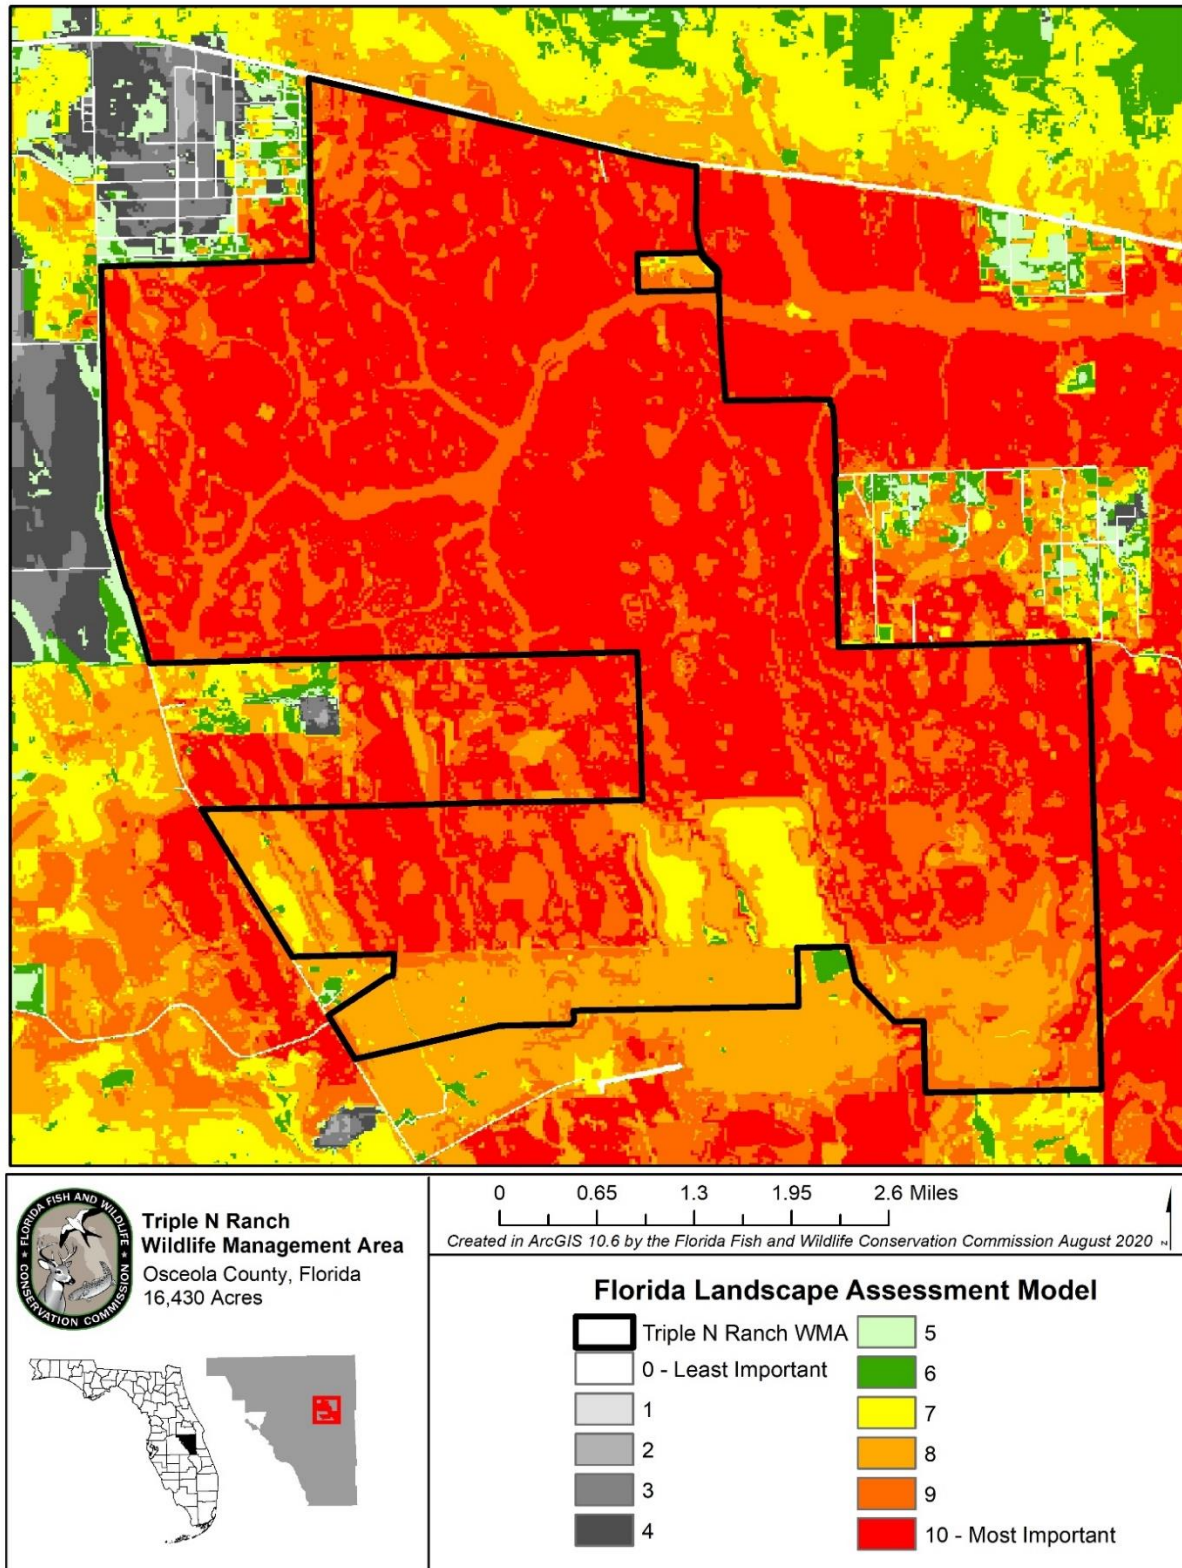 FLORIDA FISH AND WILDLIFE
CONSERVATION COMMISSION
Triple N Ranch
Wildlife Management Area
Osceola County, Florida
16,430 Acres
0 0.65 1.3 1.95 2.6 Miles
Created in ArcGIS 10.6 by the Florida Fish and Wildlife Conservation Commission August 2020
Z
Florida Landscape Assessment Model
Triple N Ranch WMA
0 - Least Important
1
2
3
4
5
6
7
8
9
10 - Most Important